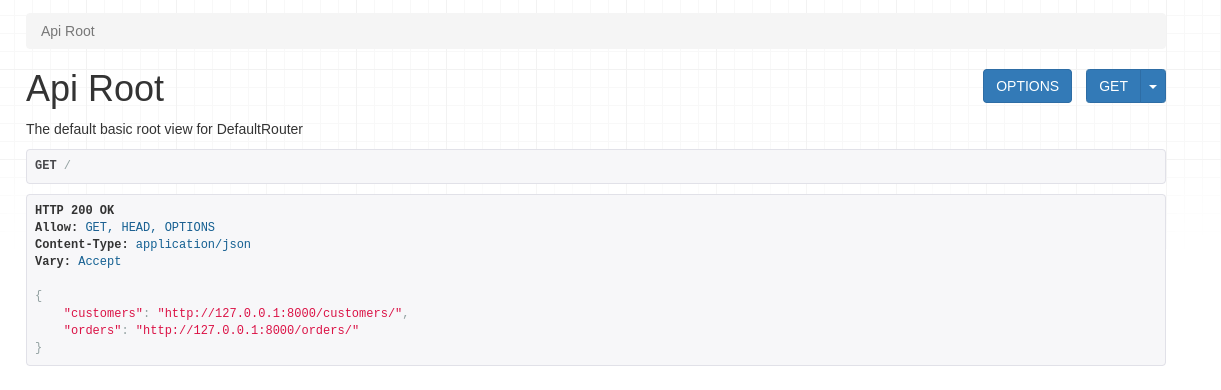 Api Root
Api Root
OPTIONS
GET
The default basic root view for DefaultRouter
GET /
HTTP 200 OK
Allow: GET, HEAD, OPTIONS
Content-Type: application/json
Vary: Accept
{
    "customers": "http://127.0.0.1:8000/customers/",
    "orders": "http://127.0.0.1:8000/orders/"
}